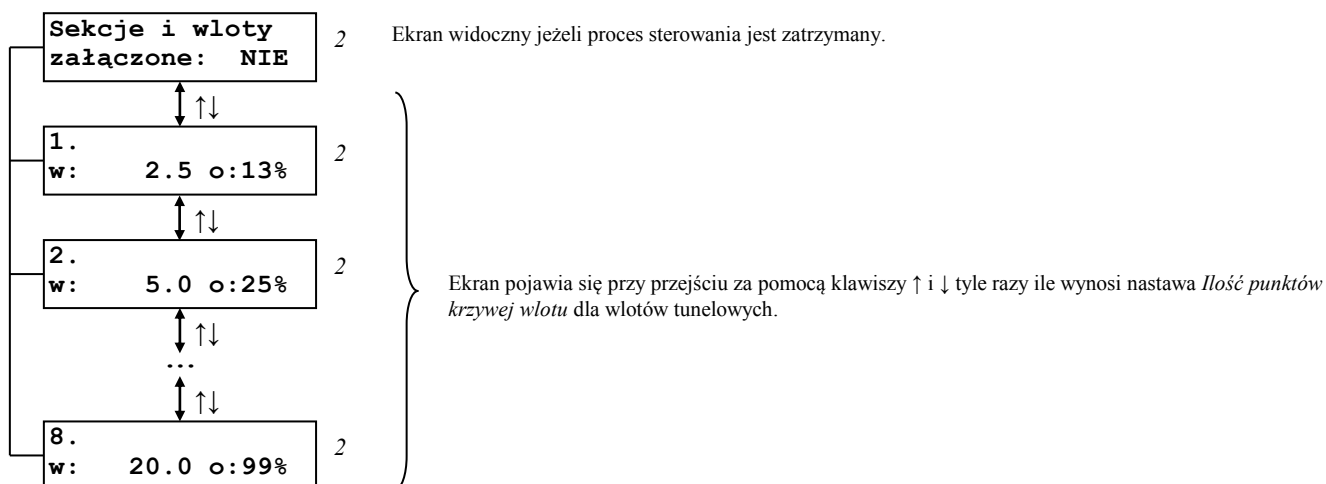 Sekcje i wloty
załączone: NIE
2
Ekran widoczny jeżeli proces sterowania jest zatrzymany.
↑↓
1.
w: 2.5 o:13%
2
↑↓
2.
w: 5.0 o:25%
2
Ekran pojawia się przy przejściu za pomocą klawiszy ↑ i ↓ tyle razy ile wynosi nastawa Ilość punktów
krzywej wlotu dla wlotów tunelowych.
↑↓
...
↑↓
8.
w: 20.0 o:99%
2